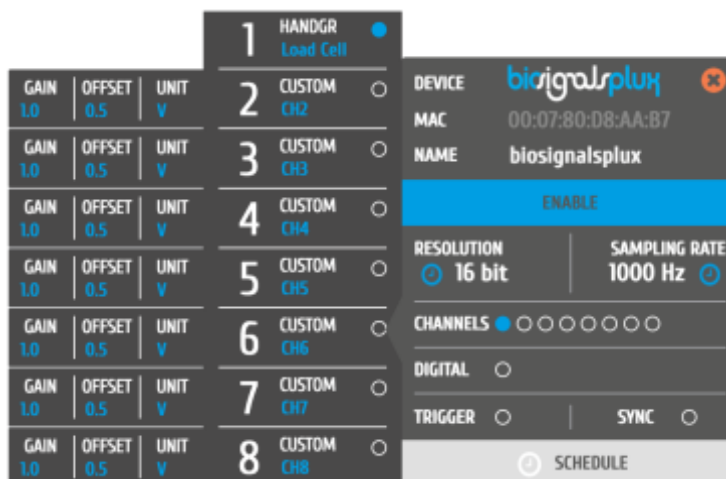 1 HANDGR
Load Cell
GAIN OFFSET UNIT
1.0 0.5 V
2 CUSTOM
CH2
GAIN OFFSET UNIT
1.0 0.5 V
3 CUSTOM
CH3
GAIN OFFSET UNIT
1.0 0.5 V
4 CUSTOM
CH4
GAIN OFFSET UNIT
1.0 0.5 V
5 CUSTOM
CH5
GAIN OFFSET UNIT
1.0 0.5 V
6 CUSTOM
CH6
GAIN OFFSET UNIT
1.0 0.5 V
7 CUSTOM
CH7
GAIN OFFSET UNIT
1.0 0.5 V
8 CUSTOM
CH8
DEVICE biosignalsplux
MAC 00:07:80:D8:AA:B7
NAME biosignalsplux
ENABLE
RESOLUTION SAMPLING RATE
16 bit 1000 Hz
CHANNELS
DIGITAL
TRIGGER SYNC
SCHEDULE